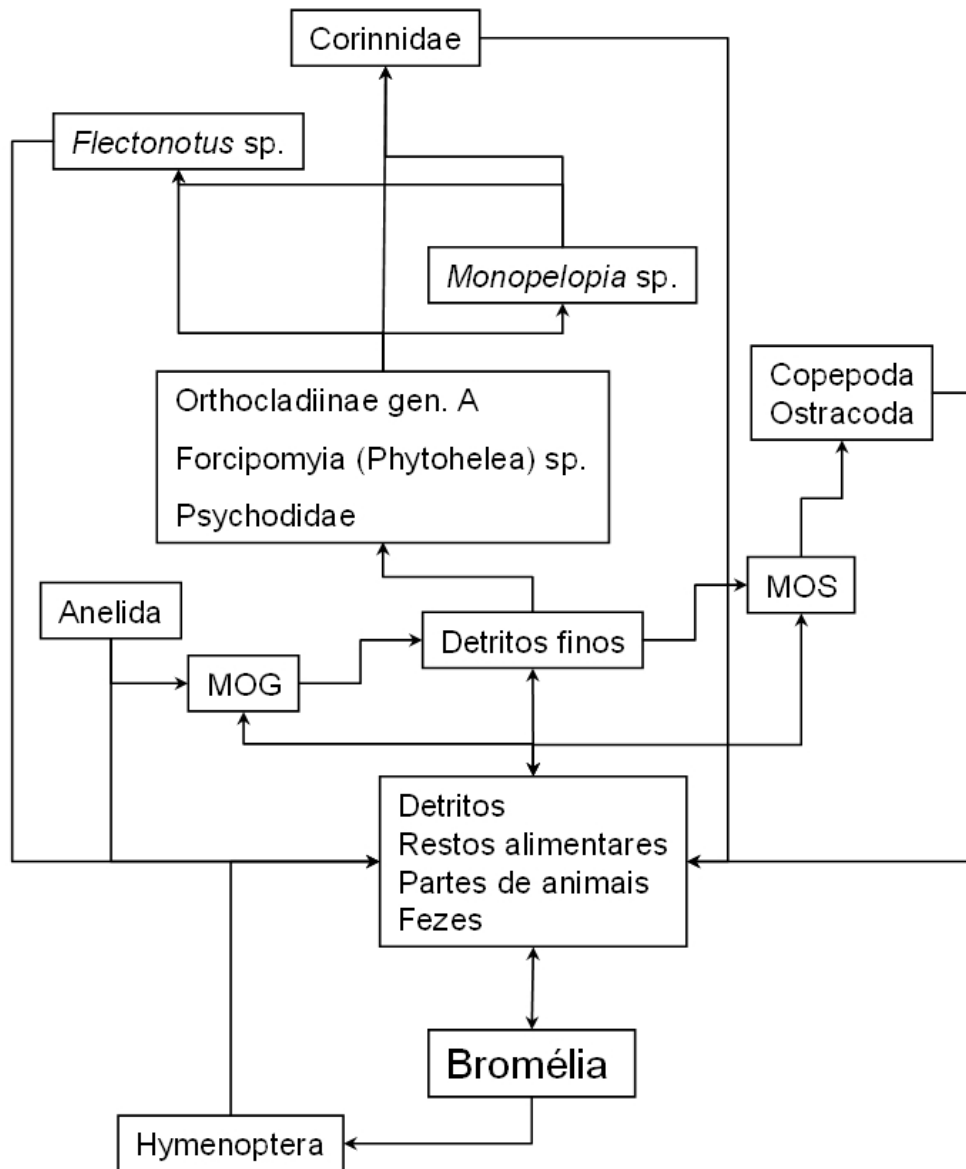 Corinnidae
Flectonotus sp.
Monopelopia sp.
Orthocladiinae gen. A
Forcipomyia (Phytohelea) sp.
Psychodidae
Copepoda
Ostracoda
Anelida
MOS
Detritos finos
MOG
Detritos
Restos alimentares
Partes de animais
Fezes
Bromélia
Hymenoptera